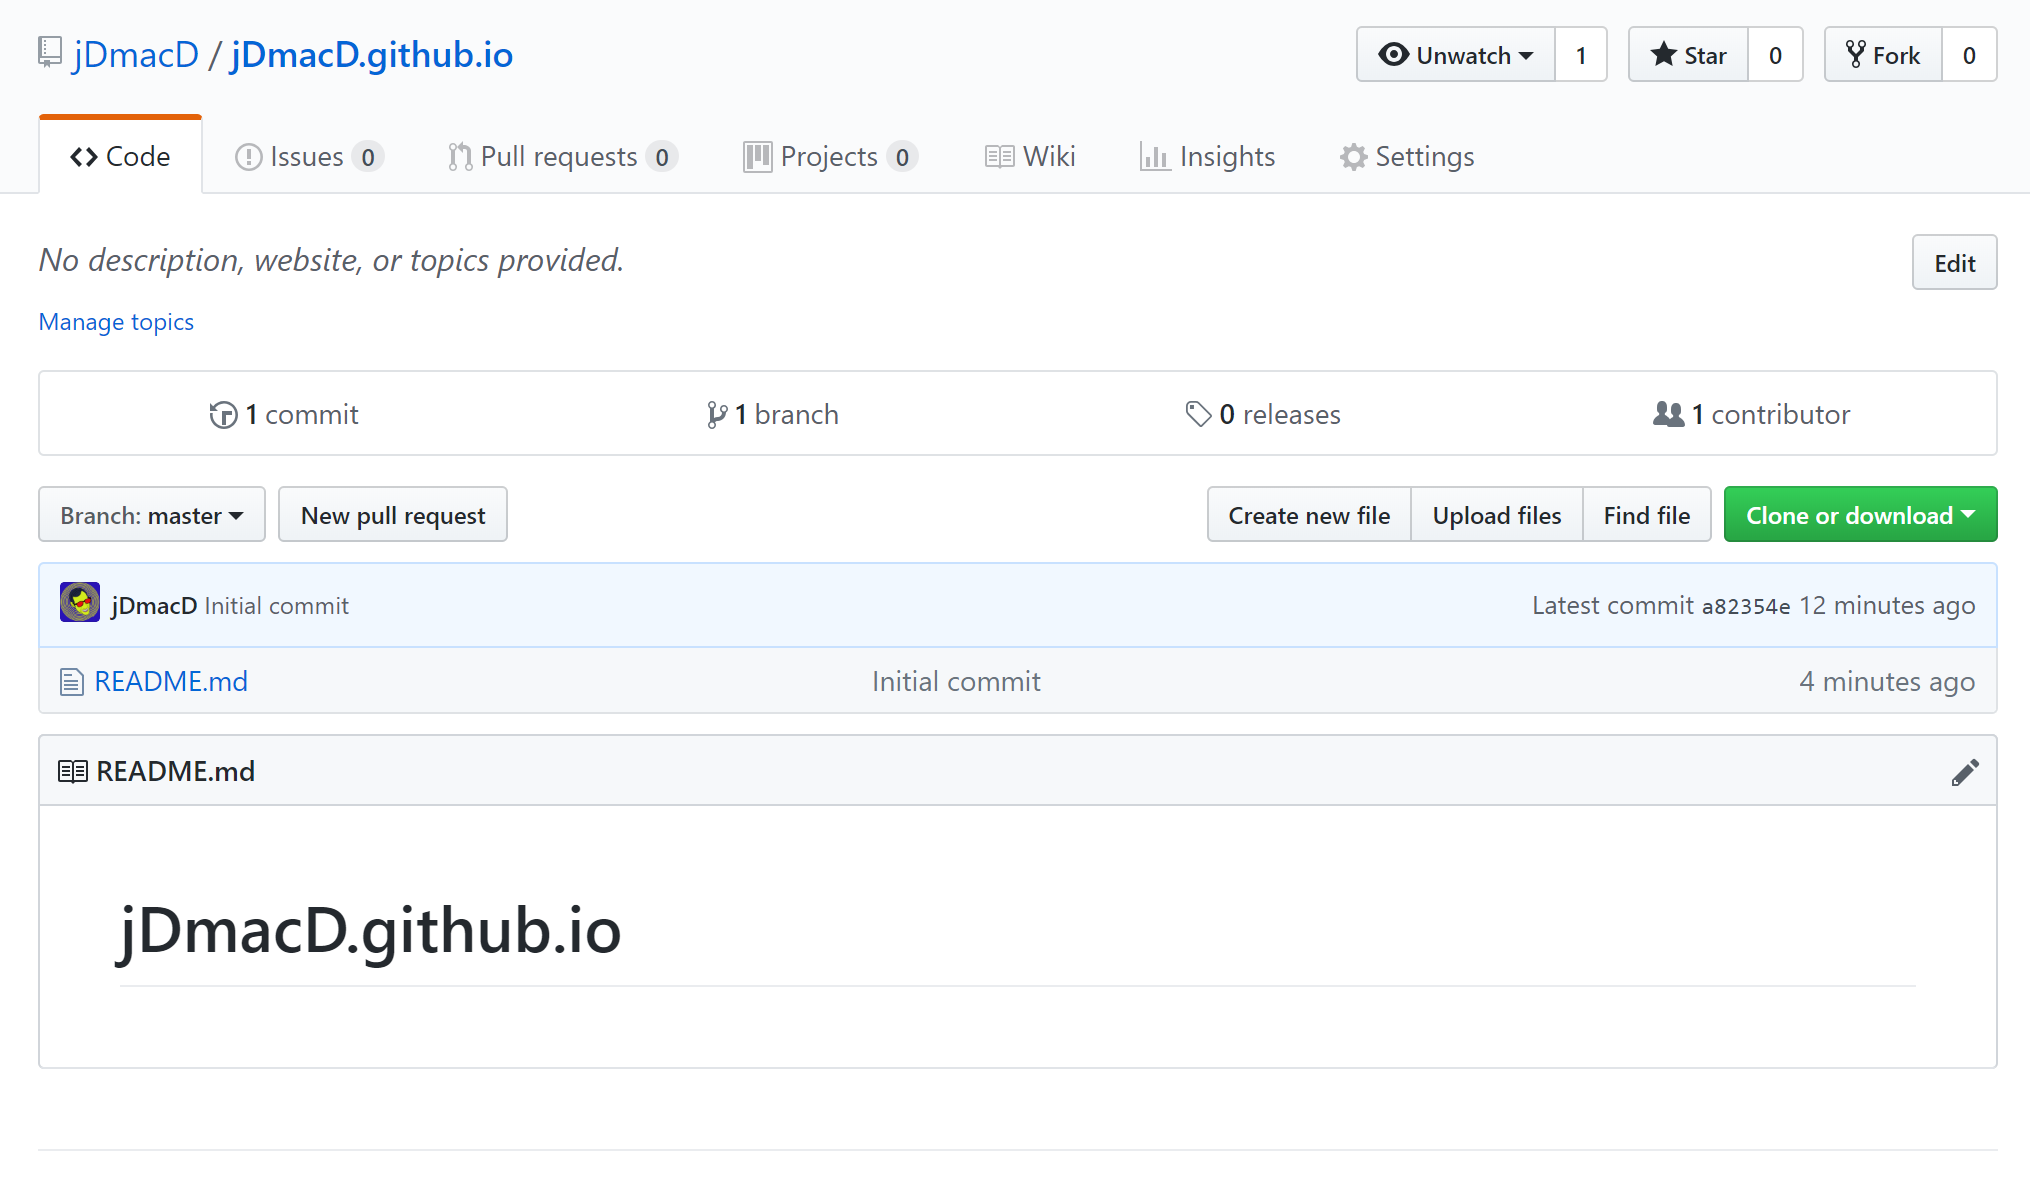 jDmacD / jDmacD.github.io
Unwatch 1 Star 0 Fork 0
Code Issues 0 Pull requests 0 Projects 0 Wiki Insights Settings
No description, website, or topics provided. Edit
Manage topics
1 commit 1 branch 0 releases 1 contributor
Branch: master New pull request Create new file Upload files Find file Clone or download
jDmacD Initial commit Latest commit a82354e 12 minutes ago
README.md Initial commit 4 minutes ago
README.md
jDmacD.github.io